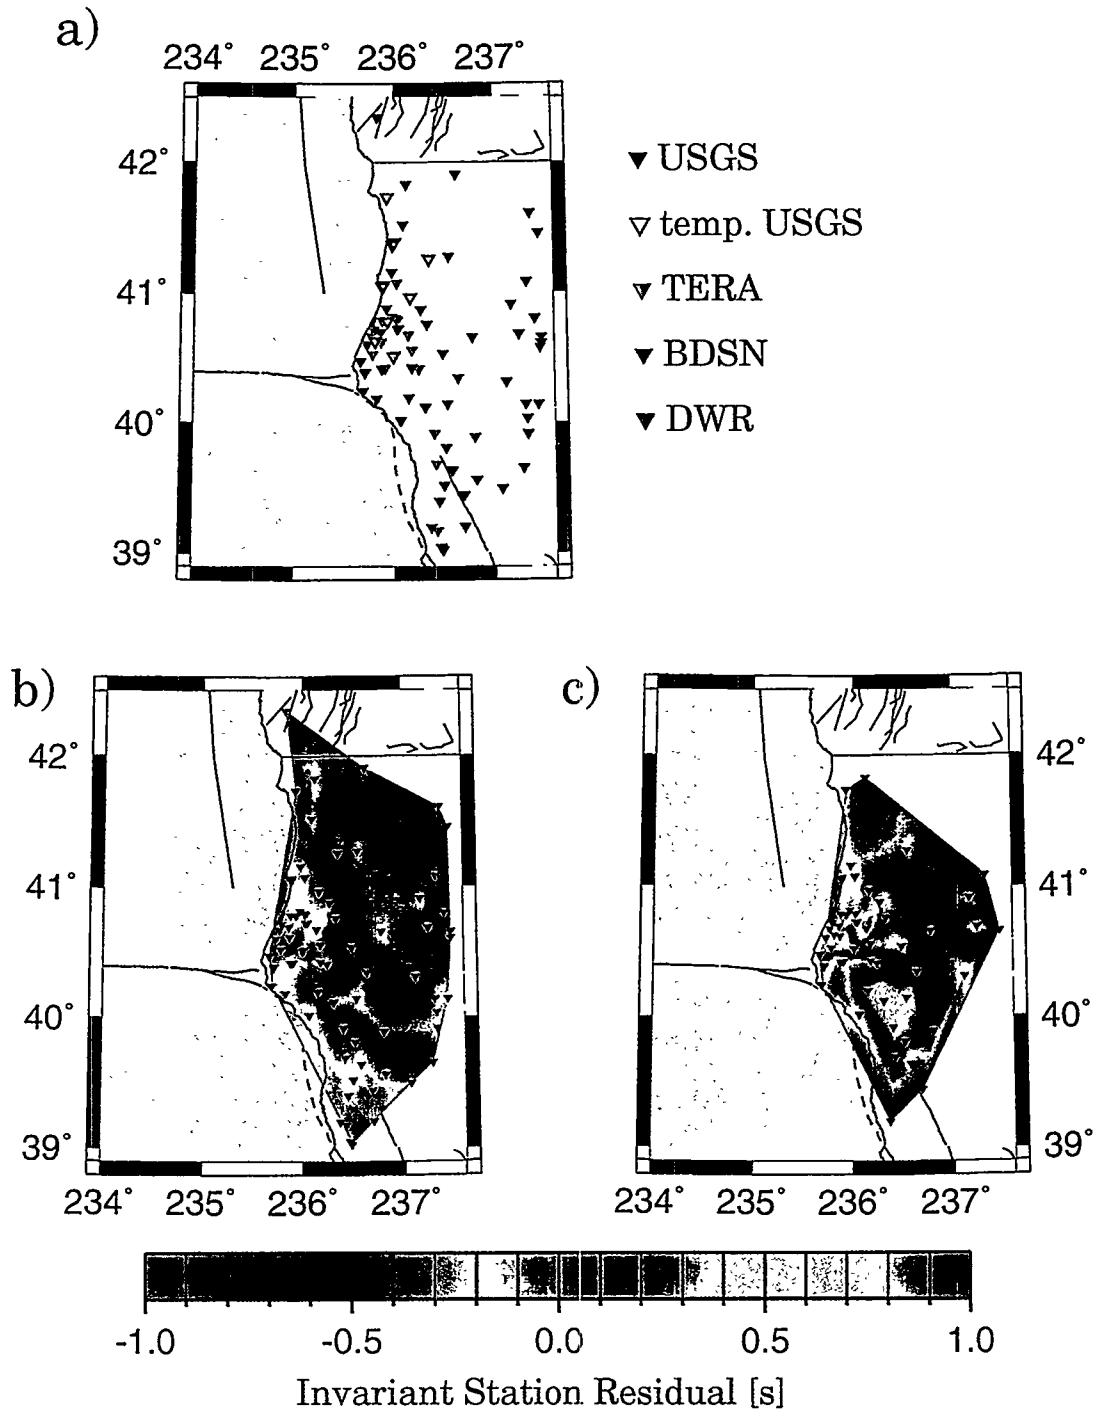 a)
234° 235° 236° 237°
42°
41°
40°
39°
USGS
temp. USGS
TERA
BDSN
DWR
b)
42°
41°
40°
39°
234° 235° 236° 237°
c)
42°
41°
40°
39°
234° 235° 236° 237°
-1.0 -0.5 0.0 0.5 1.0
Invariant Station Residual [s]